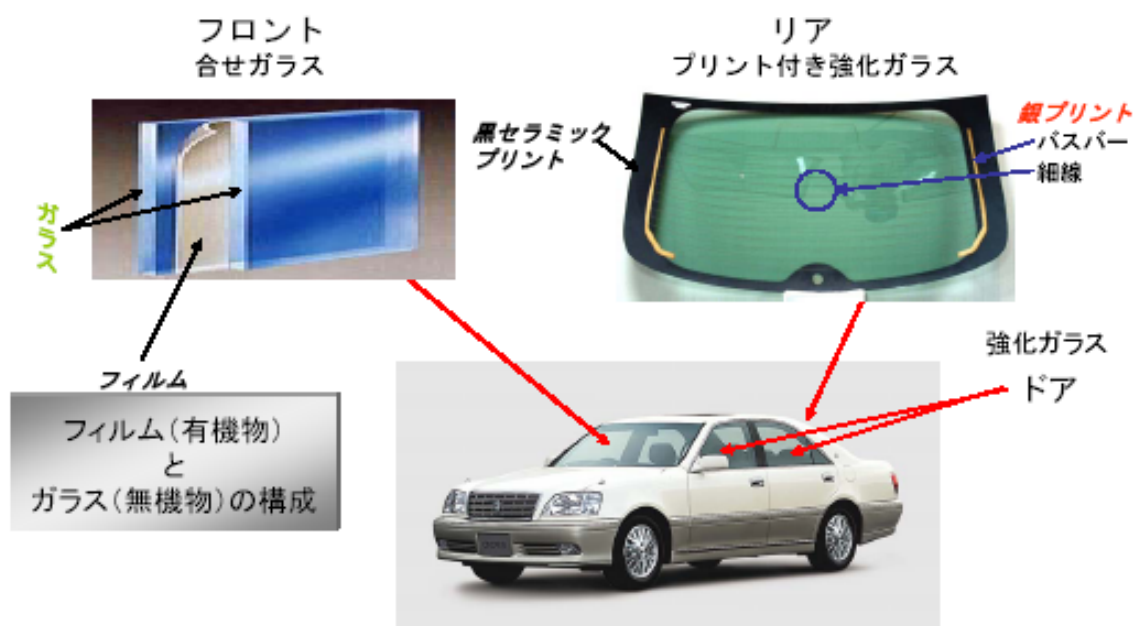 フロント
合せガラス
リア
プリント付き強化ガラス
黒セラミック
プリント
銀プリント
バスバー
細線
ガラス
フィルム
フィルム(有機物)
と
ガラス(無機物)の構成
強化ガラス
ドア